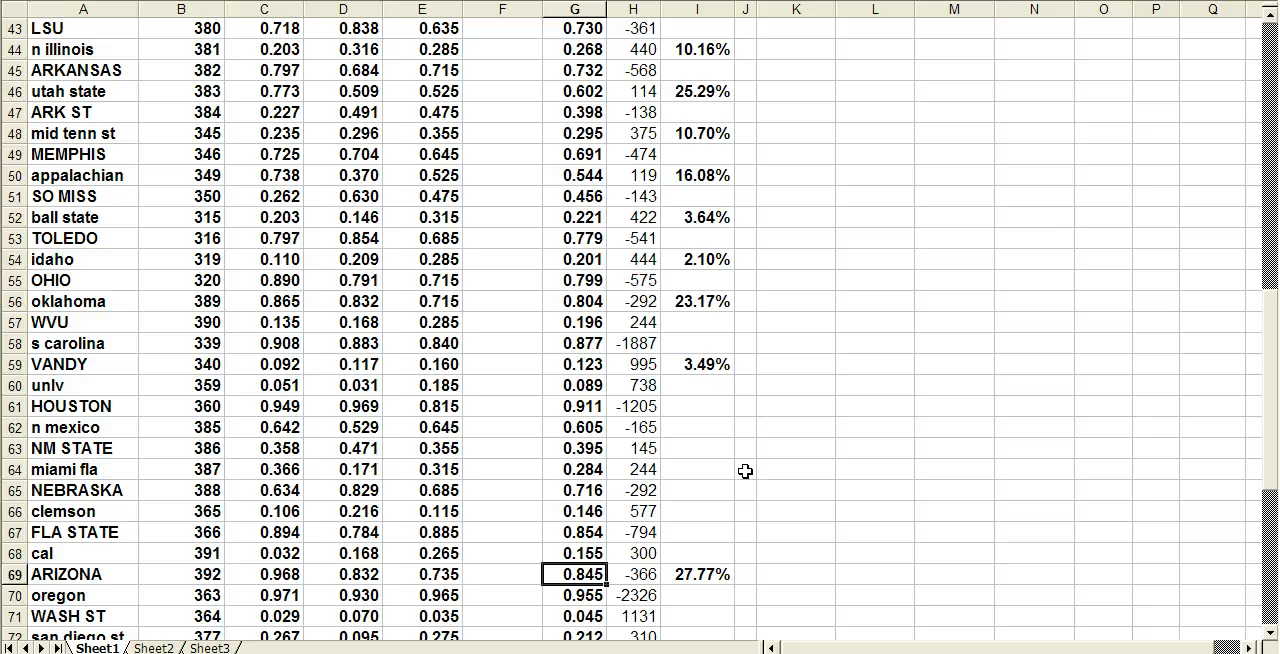 A B C D E F G H I J K L M N O P Q
43 LSU 380 0.718 0.838 0.635 0.730 -361
44 n illinois 381 0.203 0.316 0.285 0.268 440 10.16%
45 ARKANSAS 382 0.797 0.684 0.715 0.732 -568
46 utah state 383 0.773 0.509 0.525 0.602 114 25.29%
47 ARK ST 384 0.227 0.491 0.475 0.398 -138
48 mid tenn st 345 0.235 0.296 0.355 0.295 375 10.70%
49 MEMPHIS 346 0.725 0.704 0.645 0.691 -474
50 appalachian 349 0.738 0.370 0.525 0.544 119 16.08%
51 SO MISS 350 0.262 0.630 0.475 0.456 -143
52 ball state 315 0.203 0.146 0.315 0.221 422 3.64%
53 TOLEDO 316 0.797 0.854 0.685 0.779 -541
54 idaho 319 0.110 0.209 0.285 0.201 444 2.10%
55 OHIO 320 0.890 0.791 0.715 0.799 -575
56 oklahoma 389 0.865 0.832 0.715 0.804 -292 23.17%
57 WVU 390 0.135 0.168 0.285 0.196 244
58 s carolina 339 0.908 0.883 0.840 0.877 -1887
59 VANDY 340 0.092 0.117 0.160 0.123 995 3.49%
60 unlv 359 0.051 0.031 0.185 0.089 738
61 HOUSTON 360 0.949 0.969 0.815 0.911 -1205
62 n mexico 385 0.642 0.529 0.645 0.605 -165
63 NM STATE 386 0.358 0.471 0.355 0.395 145
64 miami fla 387 0.366 0.171 0.315 0.284 244
65 NEBRASKA 388 0.634 0.829 0.685 0.716 -292
66 clemson 365 0.106 0.216 0.115 0.146 577
67 FLA STATE 366 0.894 0.784 0.885 0.854 -794
68 cal 391 0.032 0.168 0.265 0.155 300
69 ARIZONA 392 0.968 0.832 0.735 0.845 -366 27.77%
70 oregon 363 0.971 0.930 0.965 0.955 -2326
71 WASH ST 364 0.029 0.070 0.035 0.045 1131
72 san diego st 377 0.267 0.095 0.275 0.212 310
Sheet1 Sheet2 Sheet3